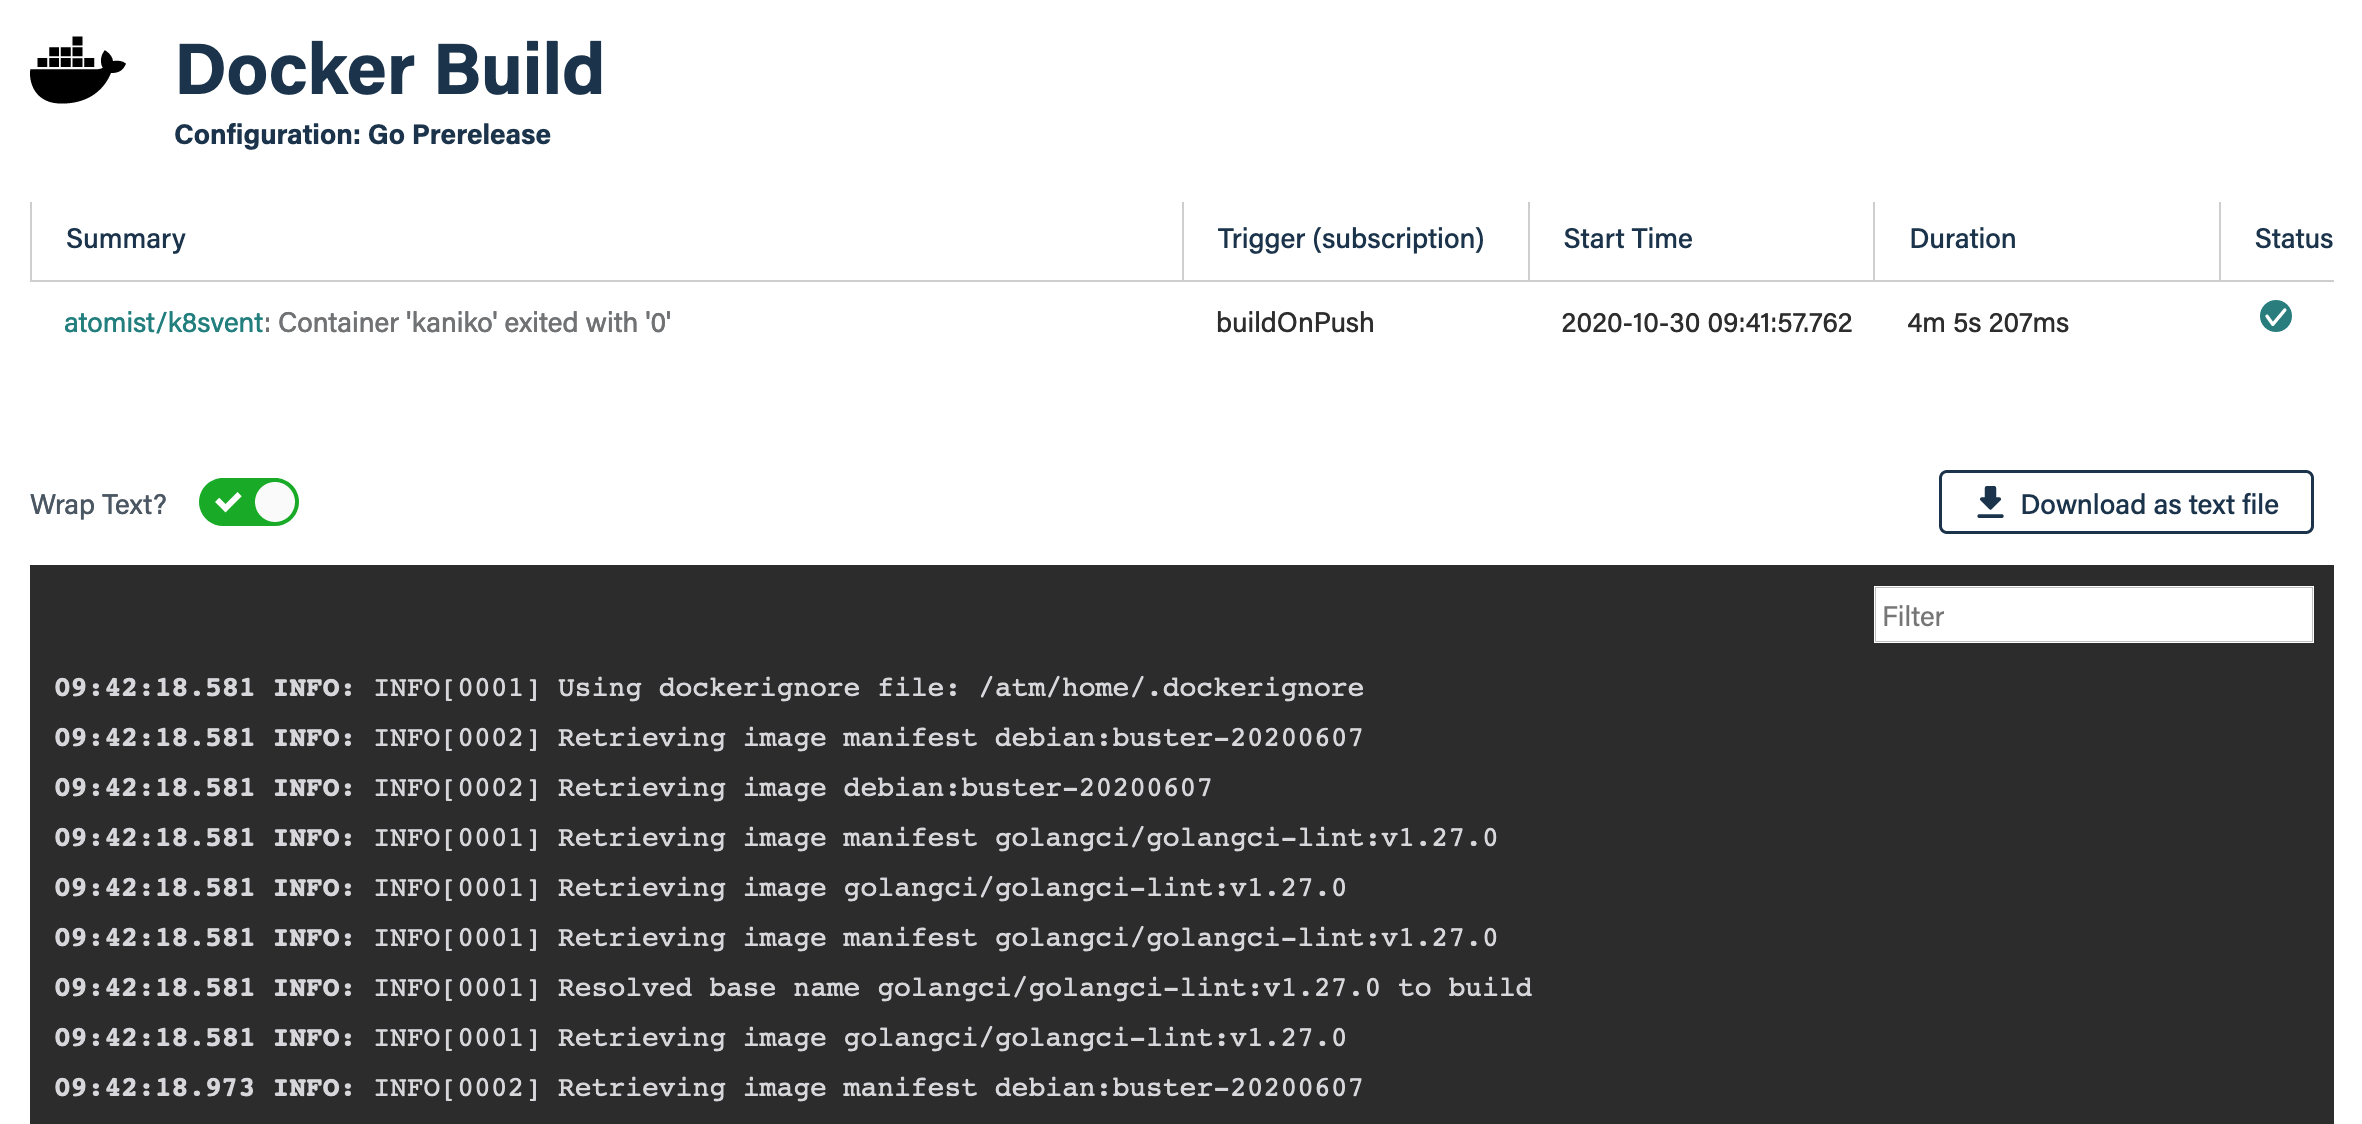 Docker Build
Configuration: Go Prerelease
Summary Trigger (subscription) Start Time Duration Status
atomist/k8svent: Container 'kaniko' exited with '0' buildOnPush 2020-10-30 09:41:57.762 4m 5s 207ms
Wrap Text? Download as text file
Filter
09:42:18.581 INFO: INFO[0001] Using dockerignore file: /atm/home/.dockerignore
09:42:18.581 INFO: INFO[0002] Retrieving image manifest debian:buster-20200607
09:42:18.581 INFO: INFO[0002] Retrieving image debian:buster-20200607
09:42:18.581 INFO: INFO[0001] Retrieving image manifest golangci/golangci-lint:v1.27.0
09:42:18.581 INFO: INFO[0001] Retrieving image golangci/golangci-lint:v1.27.0
09:42:18.581 INFO: INFO[0001] Retrieving image manifest golangci/golangci-lint:v1.27.0
09:42:18.581 INFO: INFO[0001] Resolved base name golangci/golangci-lint:v1.27.0 to build
09:42:18.581 INFO: INFO[0001] Retrieving image golangci/golangci-lint:v1.27.0
09:42:18.973 INFO: INFO[0002] Retrieving image manifest debian:buster-20200607